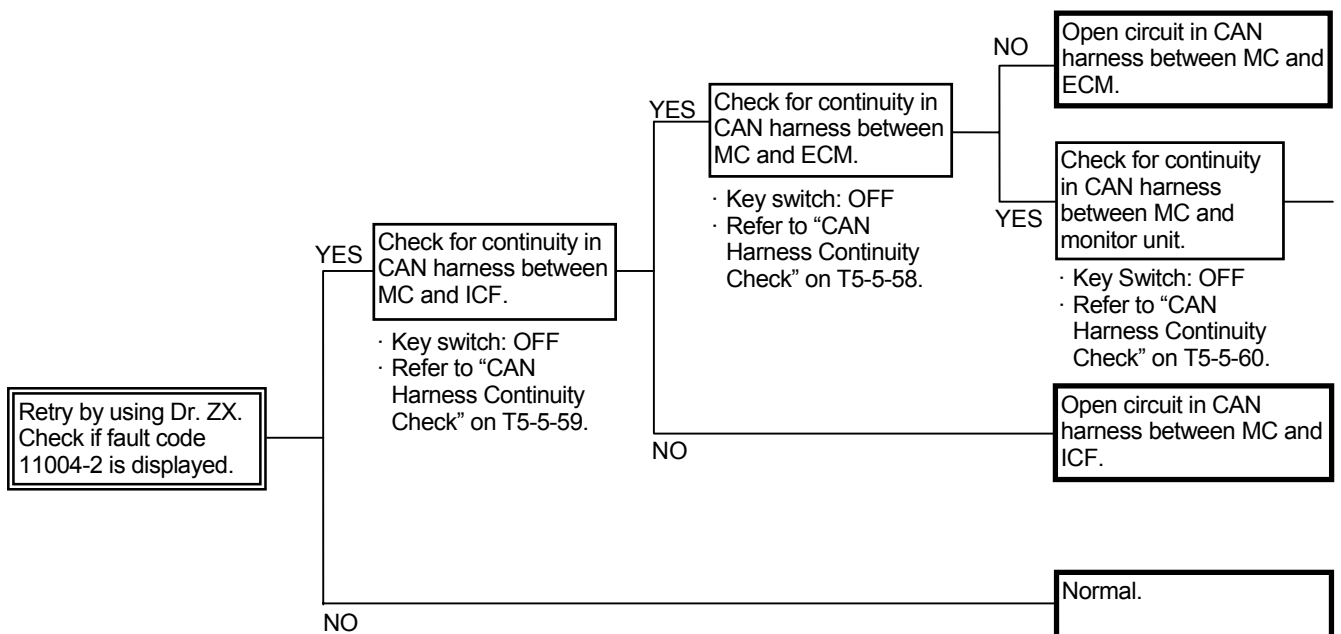 Retry by using Dr. ZX.
Check if fault code
11004-2 is displayed.
YES
Check for continuity in
CAN harness between
MC and ICF.
· Key switch: OFF
· Refer to “CAN
Harness Continuity
Check” on T5-5-59.
YES
Check for continuity in
CAN harness between
MC and ECM.
· Key switch: OFF
· Refer to “CAN
Harness Continuity
Check” on T5-5-58.
NO
Open circuit in CAN
harness between MC and
ECM.
YES
Check for continuity
in CAN harness
between MC and
monitor unit.
· Key Switch: OFF
· Refer to “CAN
Harness Continuity
Check” on T5-5-60.
NO
Open circuit in CAN
harness between MC and
ICF.
NO
Normal.